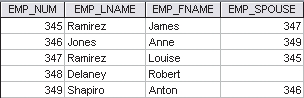 EMP_NUM EMP_LNAME EMP_FNAME EMP_SPOUSE
345 Ramirez James 347
346 Jones Anne 349
347 Ramirez Louise 345
348 Delaney Robert
349 Shapiro Anton 346